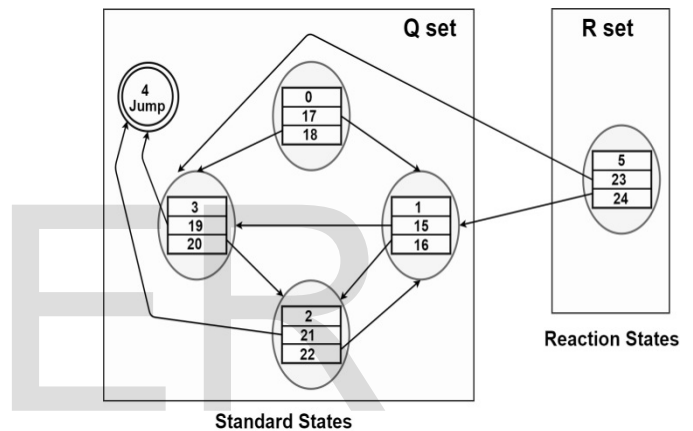 Q set
R set
4
Jump
0
17
18
5
23
24
3
19
20
1
15
16
2
21
22
Reaction States
Standard States
ER